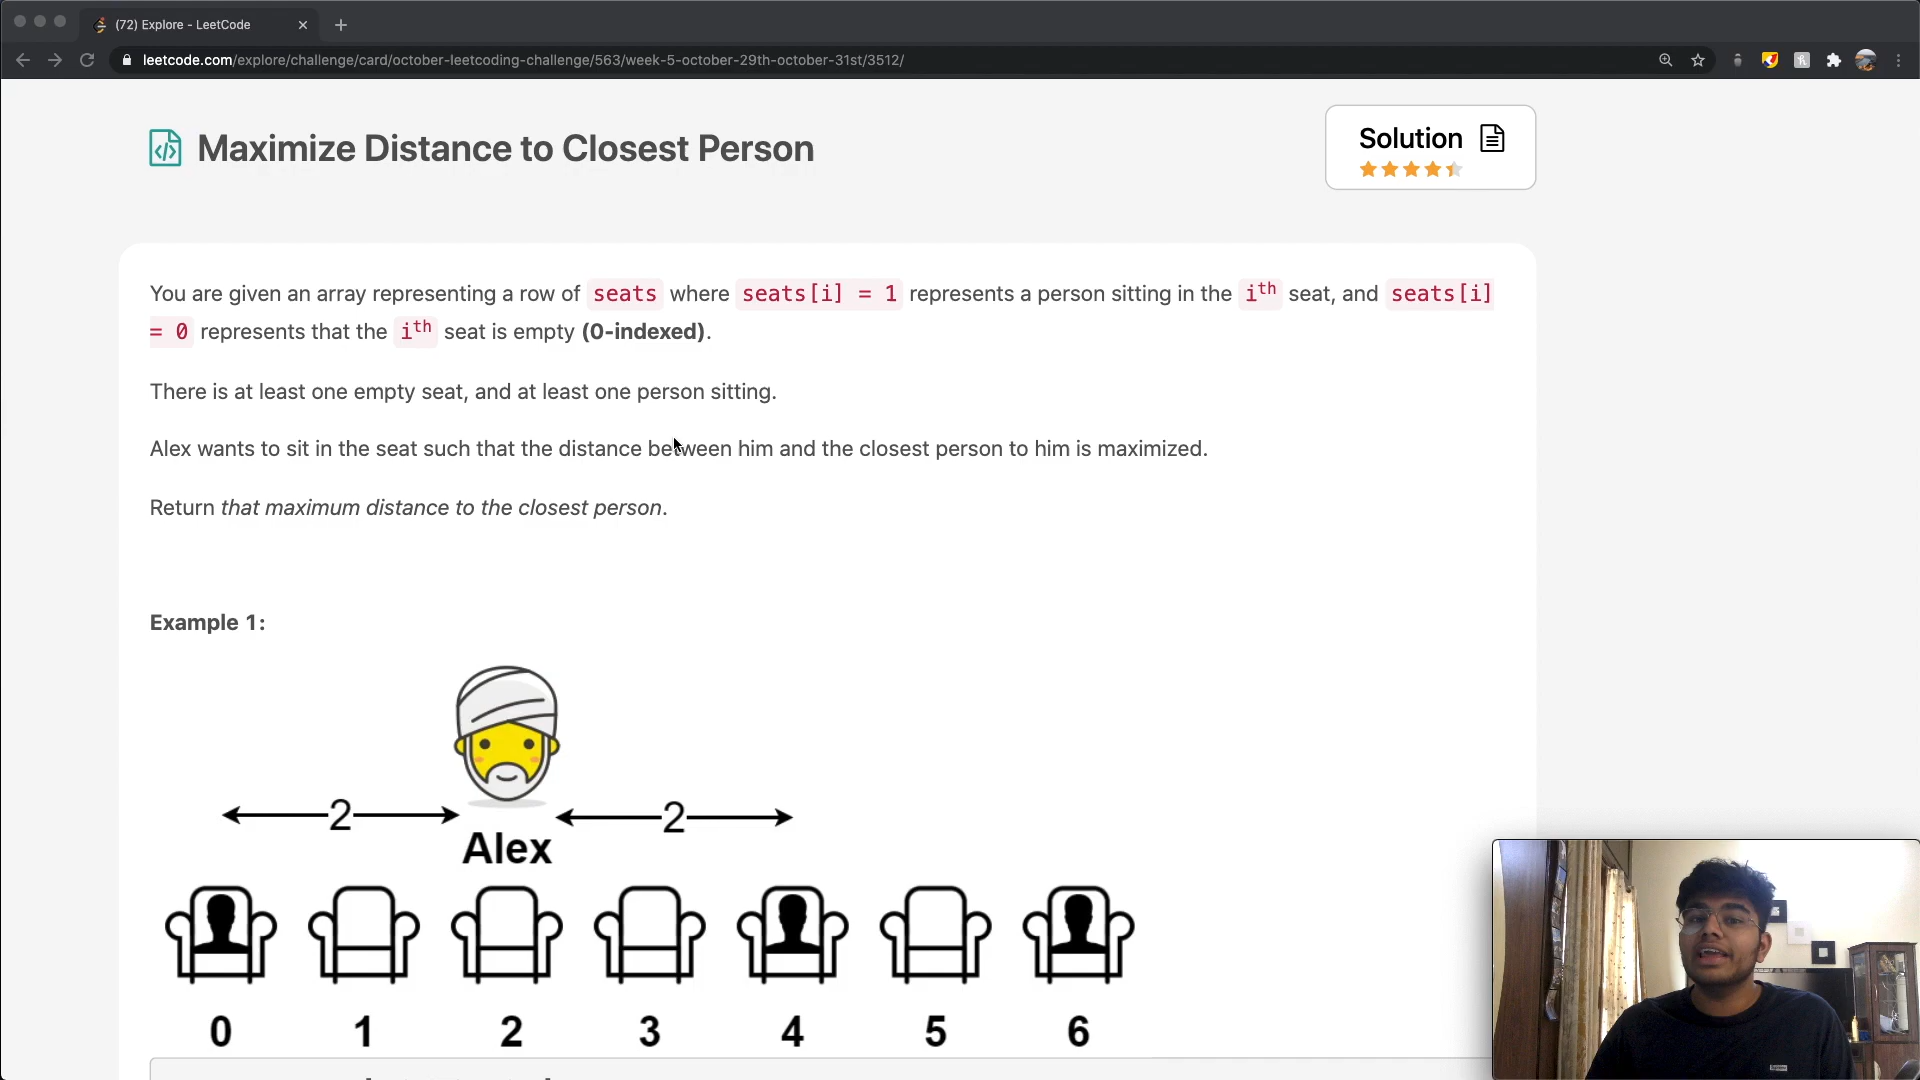 (72) Explore - LeetCode
leetcode.com/explore/challenge/card/october-leetcoding-challenge/563/week-5-october-29th-october-31st/3512/
Maximize Distance to Closest Person
Solution
You are given an array representing a row of seats where seats[i] = 1 represents a person sitting in the ith seat, and seats[i]
= 0 represents that the ith seat is empty (0-indexed).
There is at least one empty seat, and at least one person sitting.
Alex wants to sit in the seat such that the distance between him and the closest person to him is maximized.
Return that maximum distance to the closest person.
Example 1:
2 2
Alex
0 1 2 3 4 5 6